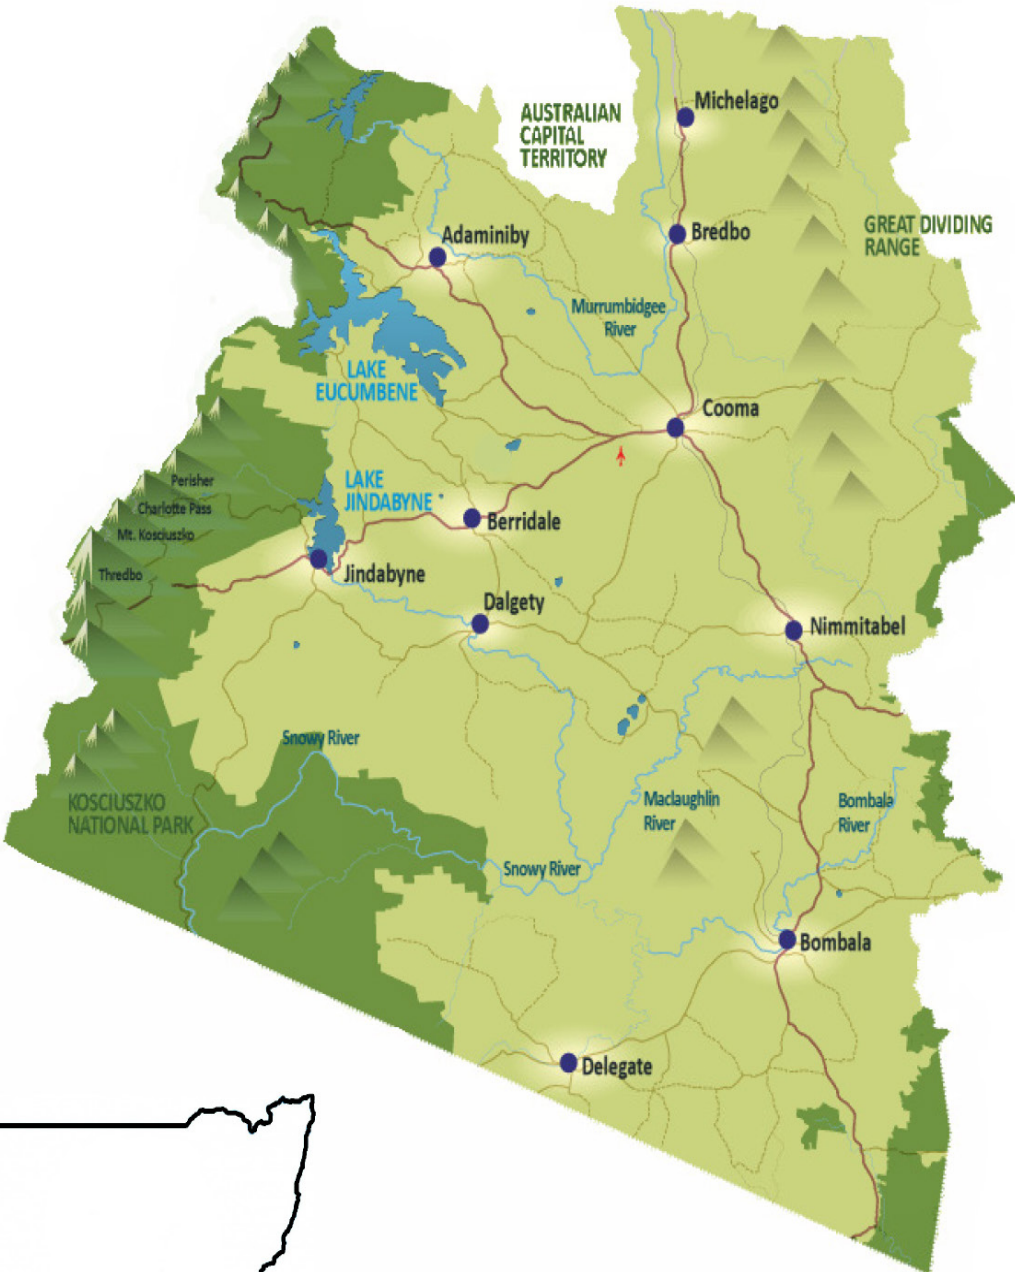 Michelago
AUSTRALIAN
CAPITAL
TERRITORY
Bredbo
GREAT DIVIDING
RANGE
Adaminiby
Murrumbidgee
River
LAKE
EUCUMBENE
Cooma
LAKE
JINDABYNE
Perisher
Charlotte Pass
Mt. Kosciuszko
Thredbo
Berridale
Jindabyne
Dalgety
Nimmitabel
Snowy River
KOSCIUSZKO
NATIONAL PARK
Maclaughlin
River
Bombala
River
Snowy River
Bombala
Delegate